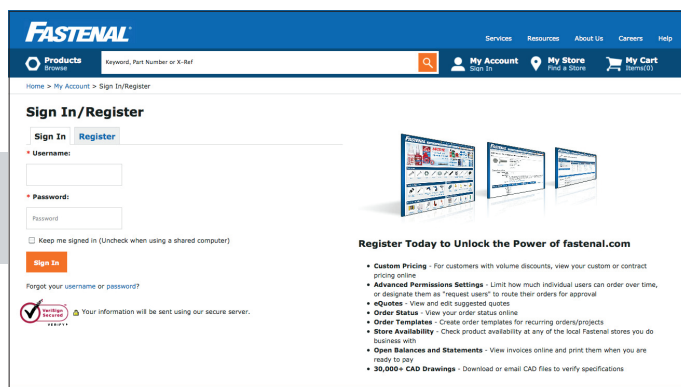 FASTENAL
Services Resources About Us Careers Help
Products
Browse
Keyword, Part Number or X-Ref
My Account
Sign In
My Store
Find a Store
My Cart
Items(0)
Home > My Account > Sign In/Register
Sign In/Register
Sign In Register
* Username:
* Password:
Password
Keep me signed in (Uncheck when using a shared computer)
Sign In
Forgot your username or password?
VeriSign
Secured
VERIFY
Your information will be sent using our secure server.
FASTENAL
Register Today to Unlock the Power of fastenal.com
• Custom Pricing - For customers with volume discounts, view your custom or contract
pricing online
• Advanced Permissions Settings - Limit how much individual users can order over time,
or designate them as "request users" to route their orders for approval
• eQuotes - View and edit suggested quotes
• Order Status - View your order status online
• Order Templates - Create order templates for recurring orders/projects
• Store Availability - Check product availability at any of the local Fastenal stores you do
business with
• Open Balances and Statements - View invoices online and print them when you are
ready to pay
• 30,000+ CAD Drawings - Download or email CAD files to verify specifications